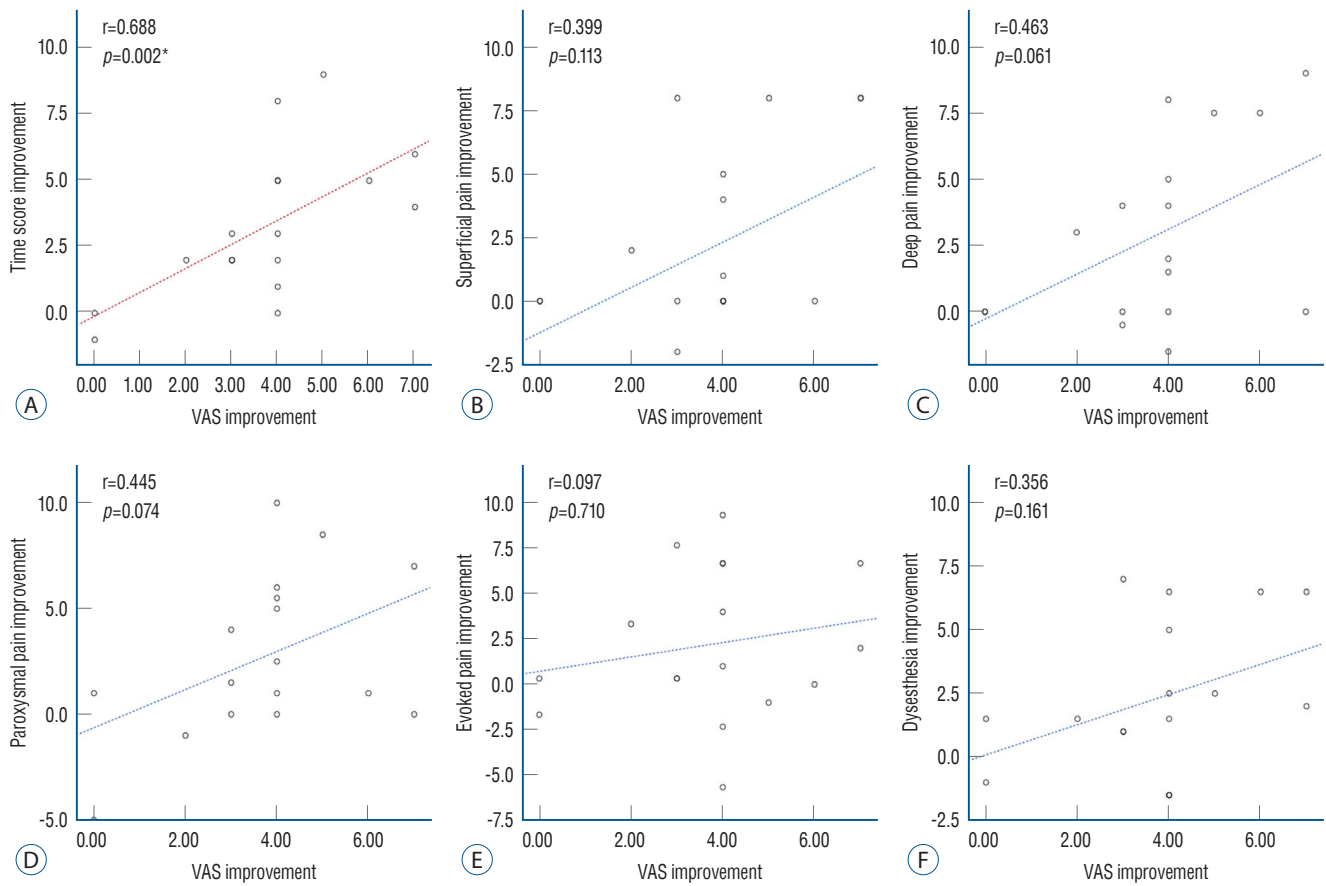 r=0.688
p=0.002*
Time score improvement
10.0
7.5
5.0
2.5
0.0
0.00 1.00 2.00 3.00 4.00 5.00 6.00 7.00
VAS improvement
A
r=0.399
p=0.113
Superficial pain improvement
10.0
7.5
5.0
2.5
0.0
-2.5
0.00 2.00 4.00 6.00
VAS improvement
B
r=0.463
p=0.061
Deep pain improvement
10.0
7.5
5.0
2.5
0.0
0.00 2.00 4.00 6.00
VAS improvement
C
r=0.445
p=0.074
Paroxysmal pain improvement
10.0
5.0
0.0
-5.0
0.00 2.00 4.00 6.00
VAS improvement
D
r=0.097
p=0.710
Evoked pain improvement
10.0
7.5
5.0
2.5
0.0
-2.5
-5.0
-7.5
0.00 2.00 4.00 6.00
VAS improvement
E
r=0.356
p=0.161
Dysesthesia improvement
10.0
7.5
5.0
2.5
0.0
-2.5
0.00 2.00 4.00 6.00
VAS improvement
F